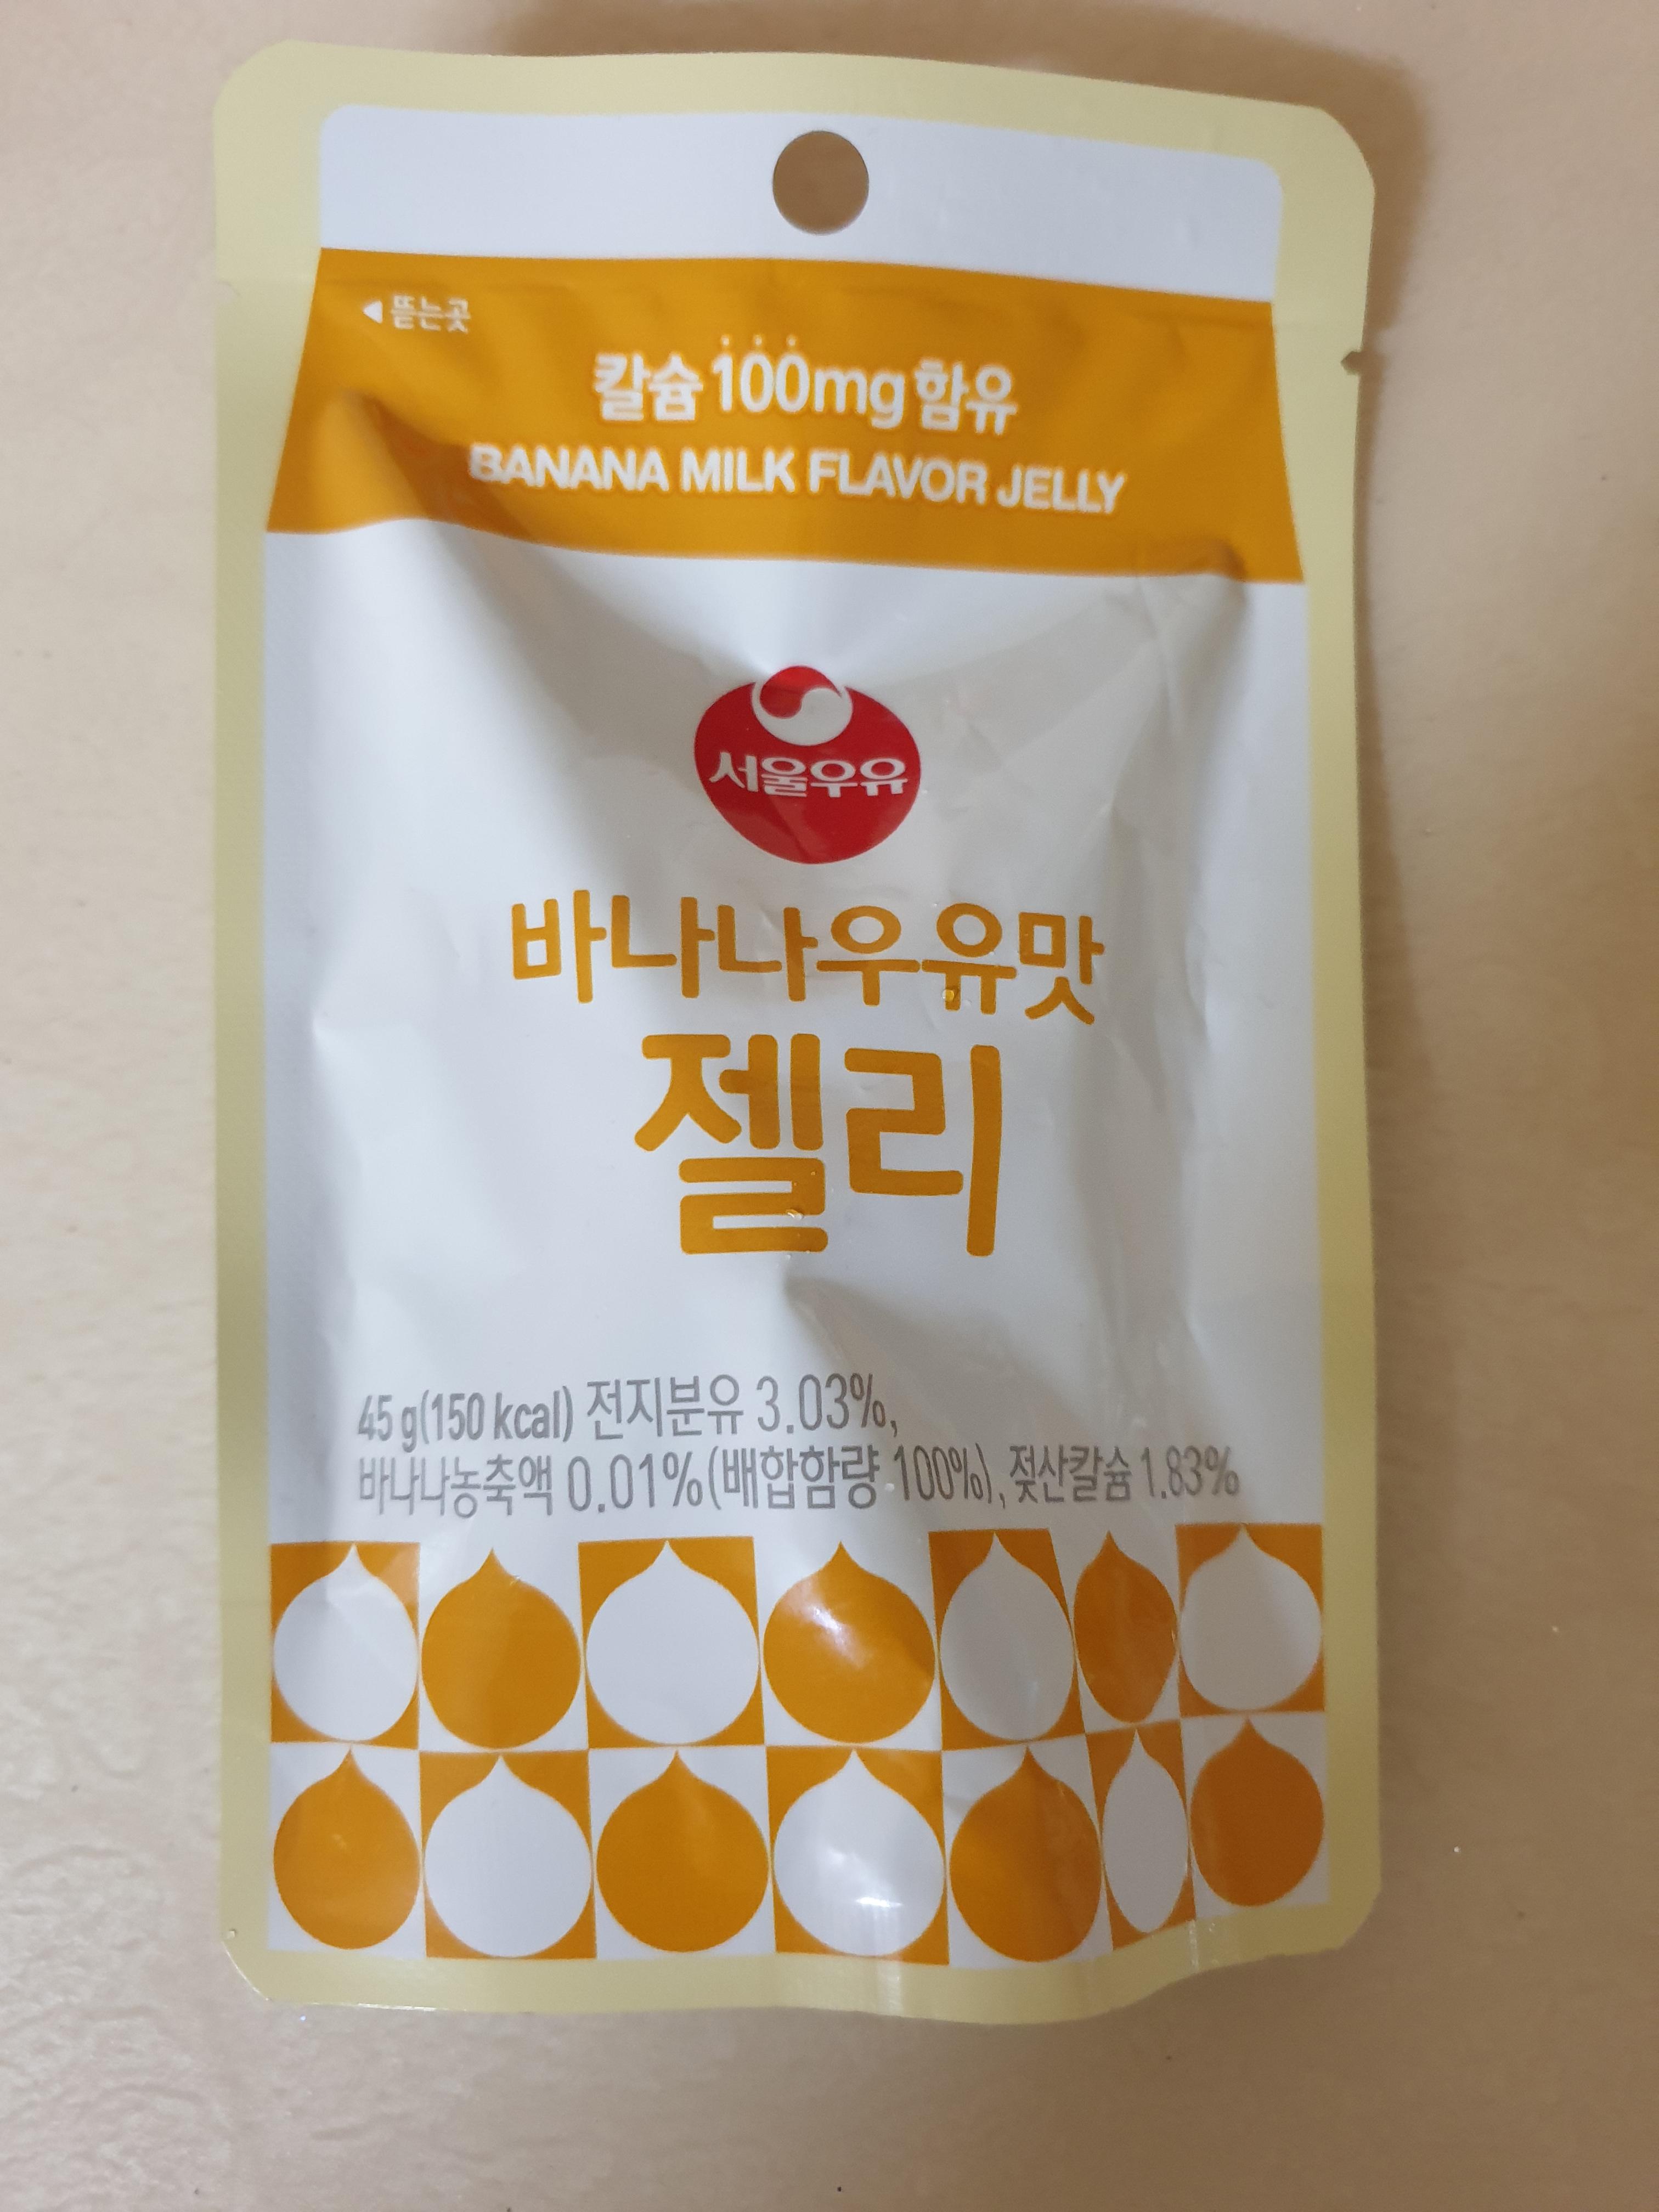 ◀뜯는곳
칼슘 100mg 함유
BANANA MILK FLAVOR JELLY
서울우유
바나나우유맛
젤리
45 g(150 kcal) 전지분유 3.03%,
바나나농축액 0.01%(배합함량 100%), 젖산칼슘 1.83%